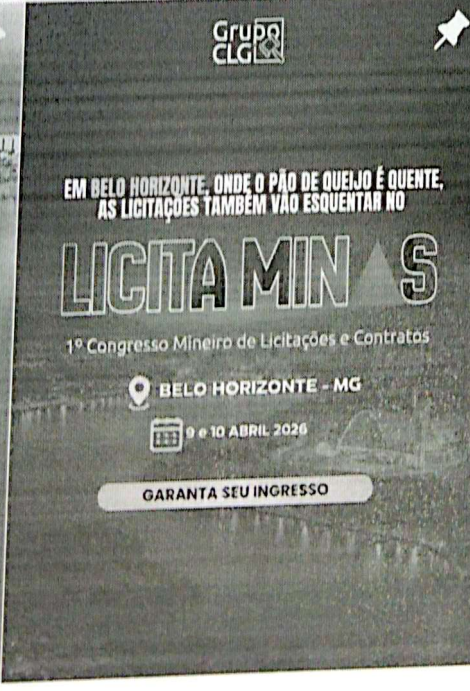 Grupo
CLG
EM BELO HORIZONTE, ONDE O PÃO DE QUEIJO É QUENTE,
AS LICITAÇÕES TAMBÉM VÃO ESQUENTAR NO
LICITA MINAS
1º Congresso Mineiro de Licitações e Contratos
BELO HORIZONTE - MG
9 e 10 ABRIL 2026
GARANTA SEU INGRESSO